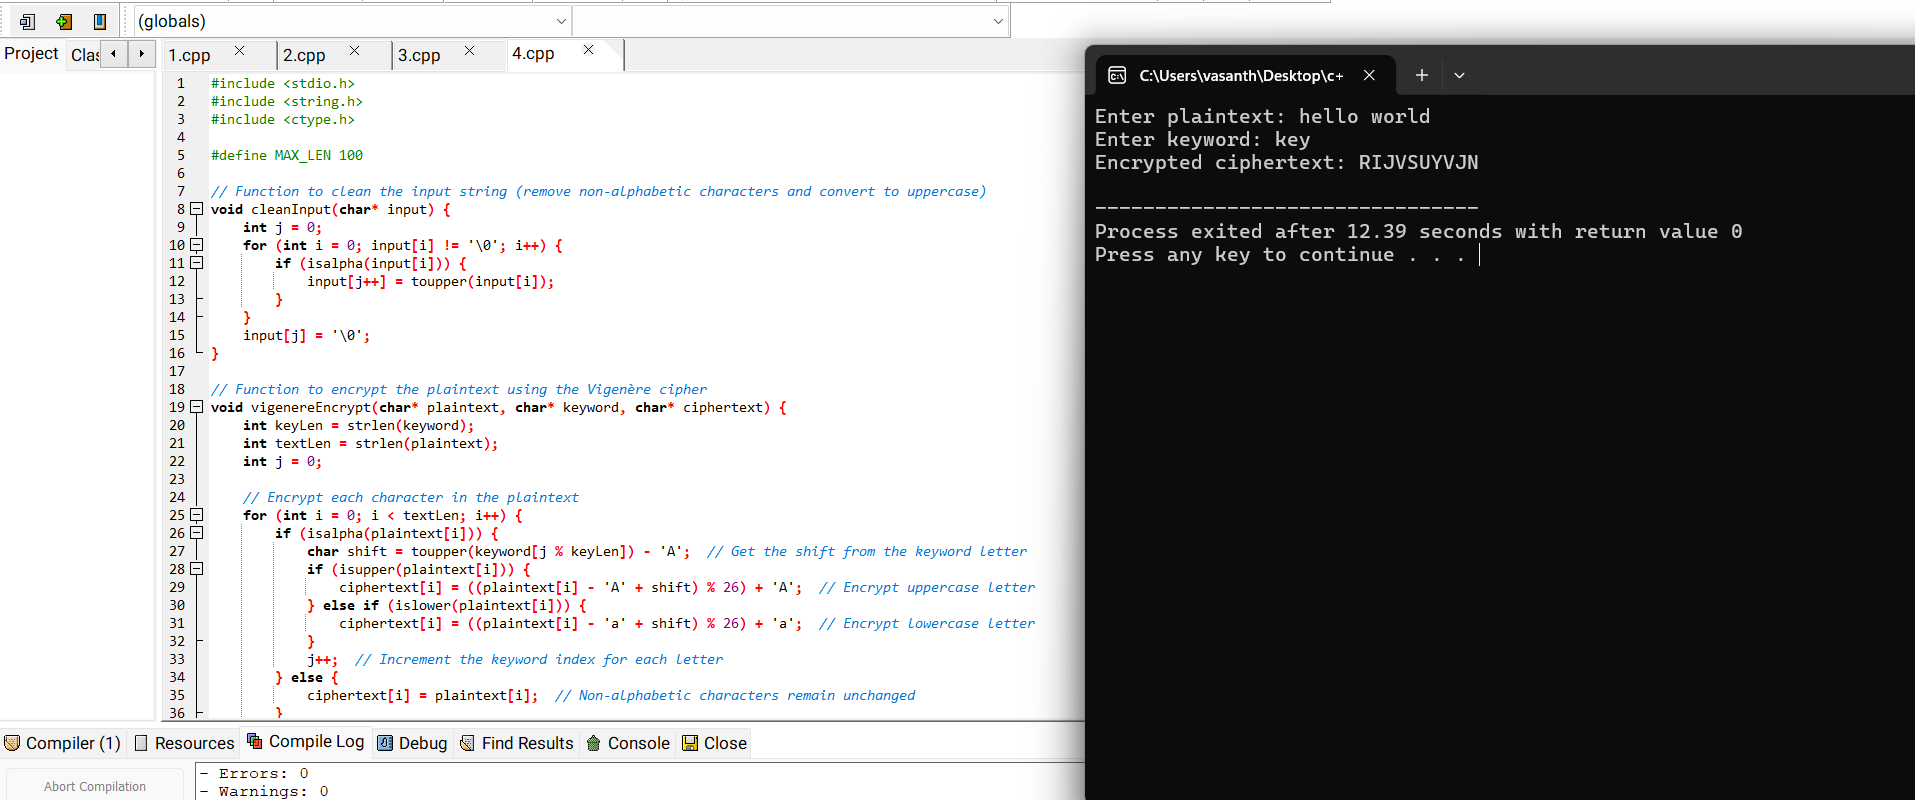 (globals)
Project Clas
1.cpp 2.cpp 3.cpp 4.cpp
1 #include <stdio.h>
2 #include <string.h>
3 #include <ctype.h>
4
5 #define MAX_LEN 100
6
7 // Function to clean the input string (remove non-alphabetic characters and convert to uppercase)
8 void cleanInput(char* input) {
9 int j = 0;
10 for (int i = 0; input[i] != '\0'; i++) {
11 if (isalpha(input[i])) {
12 input[j++] = toupper(input[i]);
13 }
14 }
15 input[j] = '\0';
16 }
17
18 // Function to encrypt the plaintext using the Vigenère cipher
19 void vigenereEncrypt(char* plaintext, char* keyword, char* ciphertext) {
20 int keyLen = strlen(keyword);
21 int textLen = strlen(plaintext);
22 int j = 0;
23
24 // Encrypt each character in the plaintext
25 for (int i = 0; i < textLen; i++) {
26 if (isalpha(plaintext[i])) {
27 char shift = toupper(keyword[j % keyLen]) - 'A'; // Get the shift from the keyword letter
28 if (isupper(plaintext[i])) {
29 ciphertext[i] = ((plaintext[i] - 'A' + shift) % 26) + 'A'; // Encrypt uppercase letter
30 } else if (islower(plaintext[i])) {
31 ciphertext[i] = ((plaintext[i] - 'a' + shift) % 26) + 'a'; // Encrypt lowercase letter
32 }
33 j++; // Increment the keyword index for each letter
34 } else {
35 ciphertext[i] = plaintext[i]; // Non-alphabetic characters remain unchanged
36 }
Compiler (1) Resources Compile Log Debug Find Results Console Close
Abort Compilation
- Errors: 0
- Warnings: 0
C:\Users\vasanth\Desktop\c+
Enter plaintext: hello world
Enter keyword: key
Encrypted ciphertext: RIJVSUYVJN
--------------------------------
Process exited after 12.39 seconds with return value 0
Press any key to continue . . .